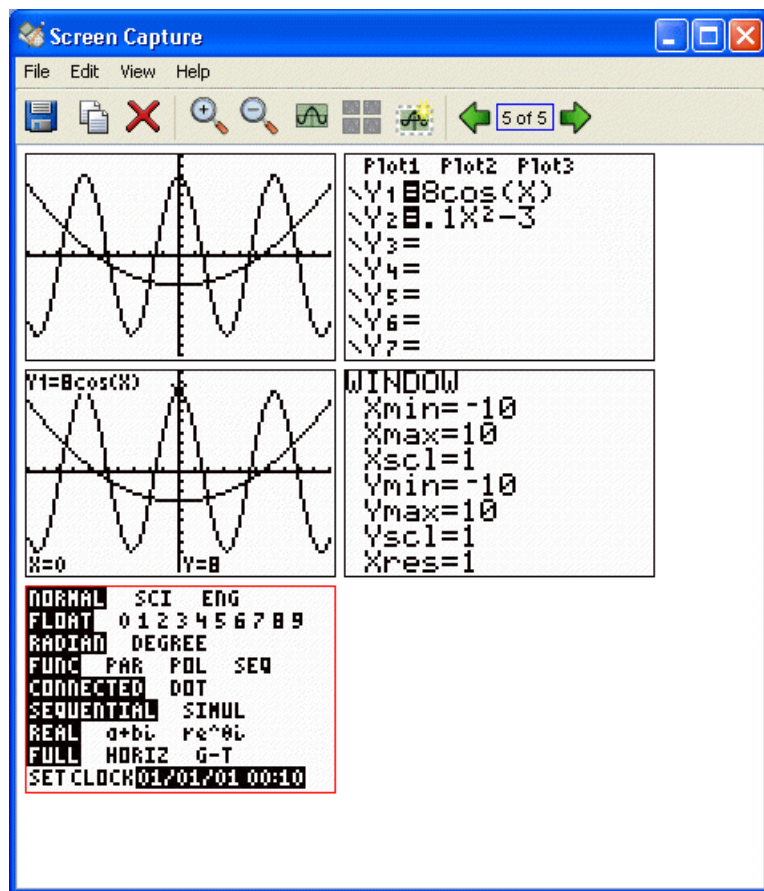 Screen Capture
File Edit View Help
5 of 5
Plot1 Plot2 Plot3
\Y1=8cos(X)
\Y2=.1X²-3
\Y3=
\Y4=
\Y5=
\Y6=
\Y7=
Y1=8cos(X)
X=0 Y=8
WINDOW
Xmin=-10
Xmax=10
Xscl=1
Ymin=-10
Ymax=10
Yscl=1
Xres=1
NORMAL SCI ENG
FLOAT 0 1 2 3 4 5 6 7 8 9
RADIAN DEGREE
FUNC PAR POL SEQ
CONNECTED DOT
SEQUENTIAL SIMUL
REAL a+bi re^θi
FULL HORIZ G-T
SET CLOCK 01/01/01 00:10